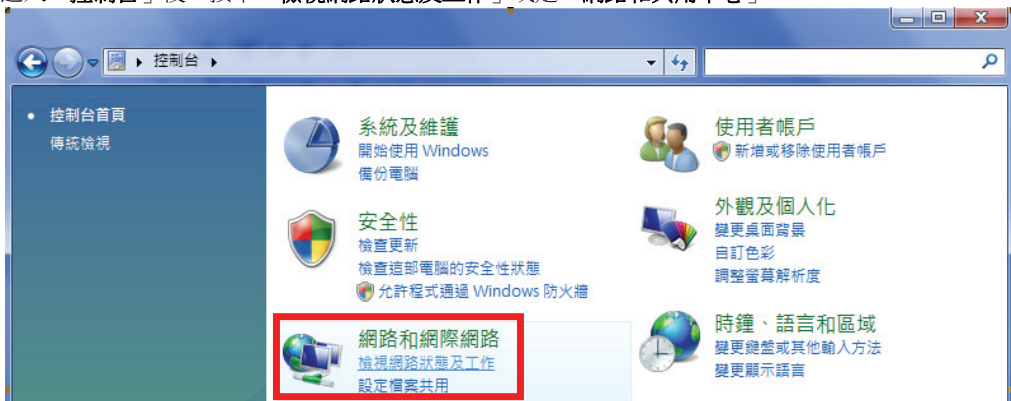 控制台
控制台首頁
傳統檢視
系統及維護
開始使用 Windows
備份電腦
安全性
檢查更新
檢查這部電腦的安全性狀態
允許程式通過 Windows 防火牆
網路和網際網路
檢視網路狀態及工作
設定檔案共用
使用者帳戶
新增或移除使用者帳戶
外觀及個人化
變更桌面背景
自訂色彩
調整螢幕解析度
時鐘、語言和區域
變更鍵盤或其他輸入方法
變更顯示語言